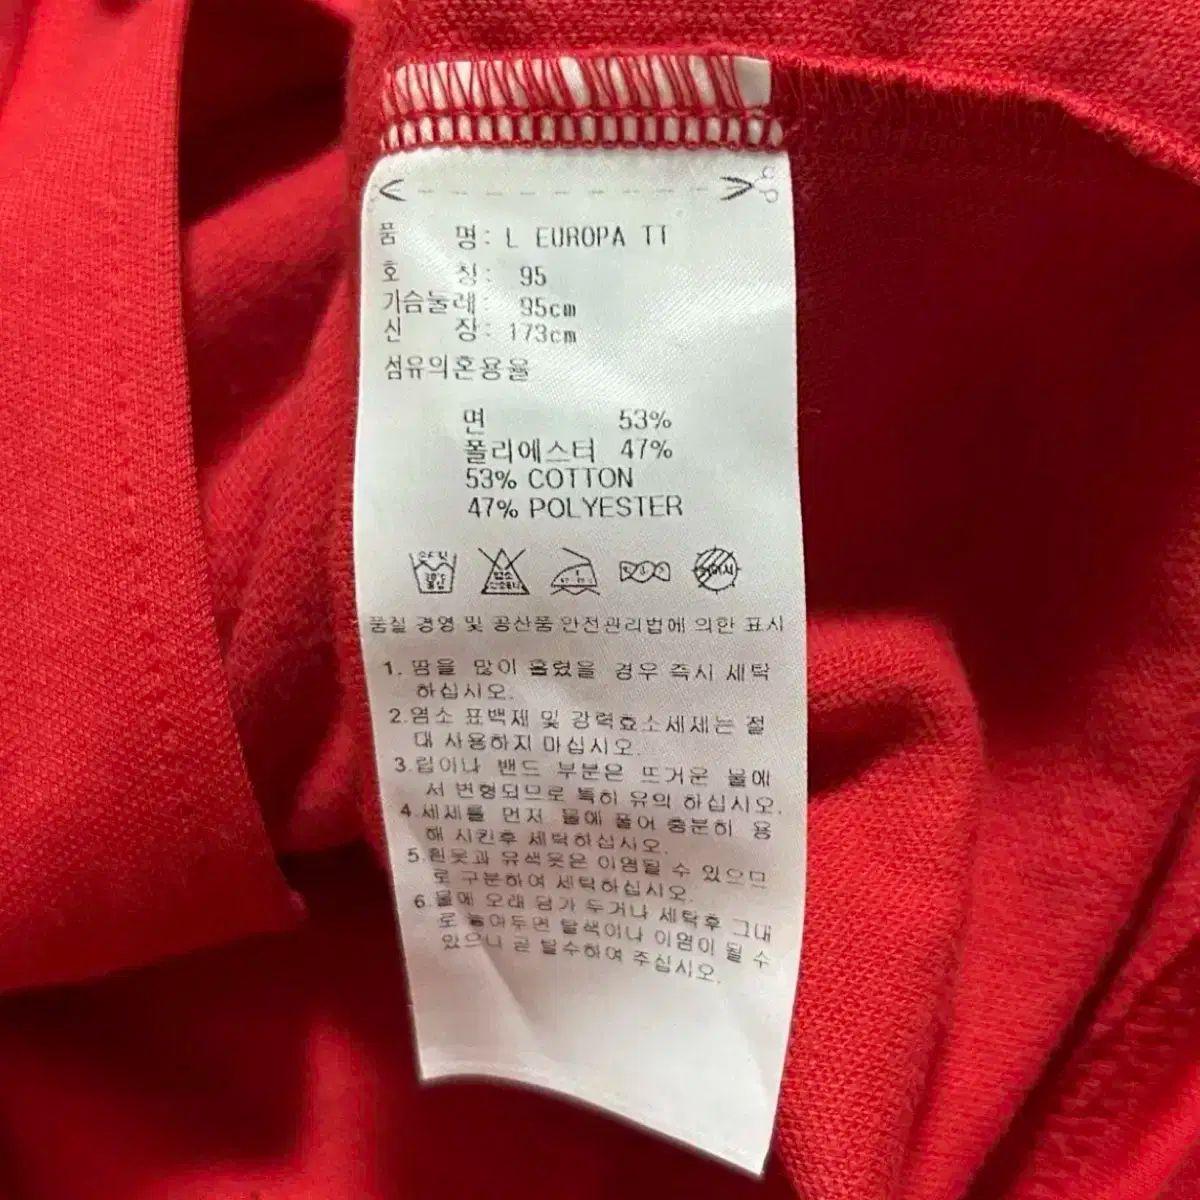 품 명: L EUROPA TT
호 칭: 95
가슴둘레: 95cm
신 장: 173cm
섬유의혼용율
면 53%
폴리에스터 47%
53% COTTON
47% POLYESTER
품질 경영 및 공산품 안전관리법에 의한 표시
1. 땀을 많이 흘렸을 경우 즉시 세탁
하십시오.
2.염소 표백제 및 강력효소세제는 절
대 사용하지 마십시오.
3.립이나 밴드 부분은 뜨거운 물에
서 변형되므로 특히 유의 하십시오.
4.세제를 먼저 물에 풀어 충분히 용
해 시킨후 세탁하십시오.
5.흰옷과 유색옷은 이염될 수 있으므
로 구분하여 세탁하십시오.
6.물에 오래 담가 두거나 세탁후 그대
로 놓아두면 탈색이나 이염이 될 수
있으니 곧 탈수하여 주십시오.